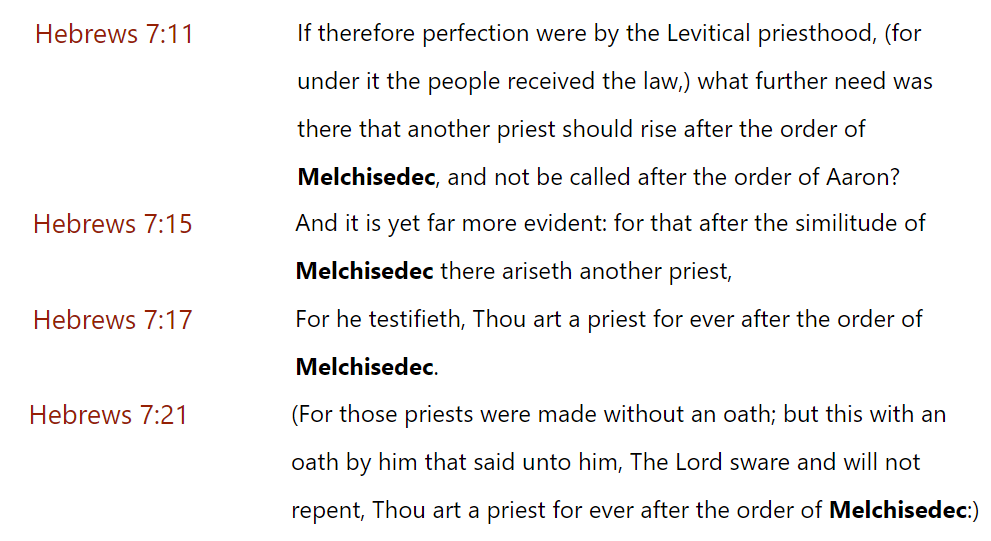 Hebrews 7:11 If therefore perfection were by the Levitical priesthood, (for
under it the people received the law,) what further need was
there that another priest should rise after the order of
Melchisedec, and not be called after the order of Aaron?
Hebrews 7:15 And it is yet far more evident: for that after the similitude of
Melchisedec there ariseth another priest,
Hebrews 7:17 For he testifieth, Thou art a priest for ever after the order of
Melchisedec.
Hebrews 7:21 (For those priests were made without an oath; but this with an
oath by him that said unto him, The Lord sware and will not
repent, Thou art a priest for ever after the order of Melchisedec:)